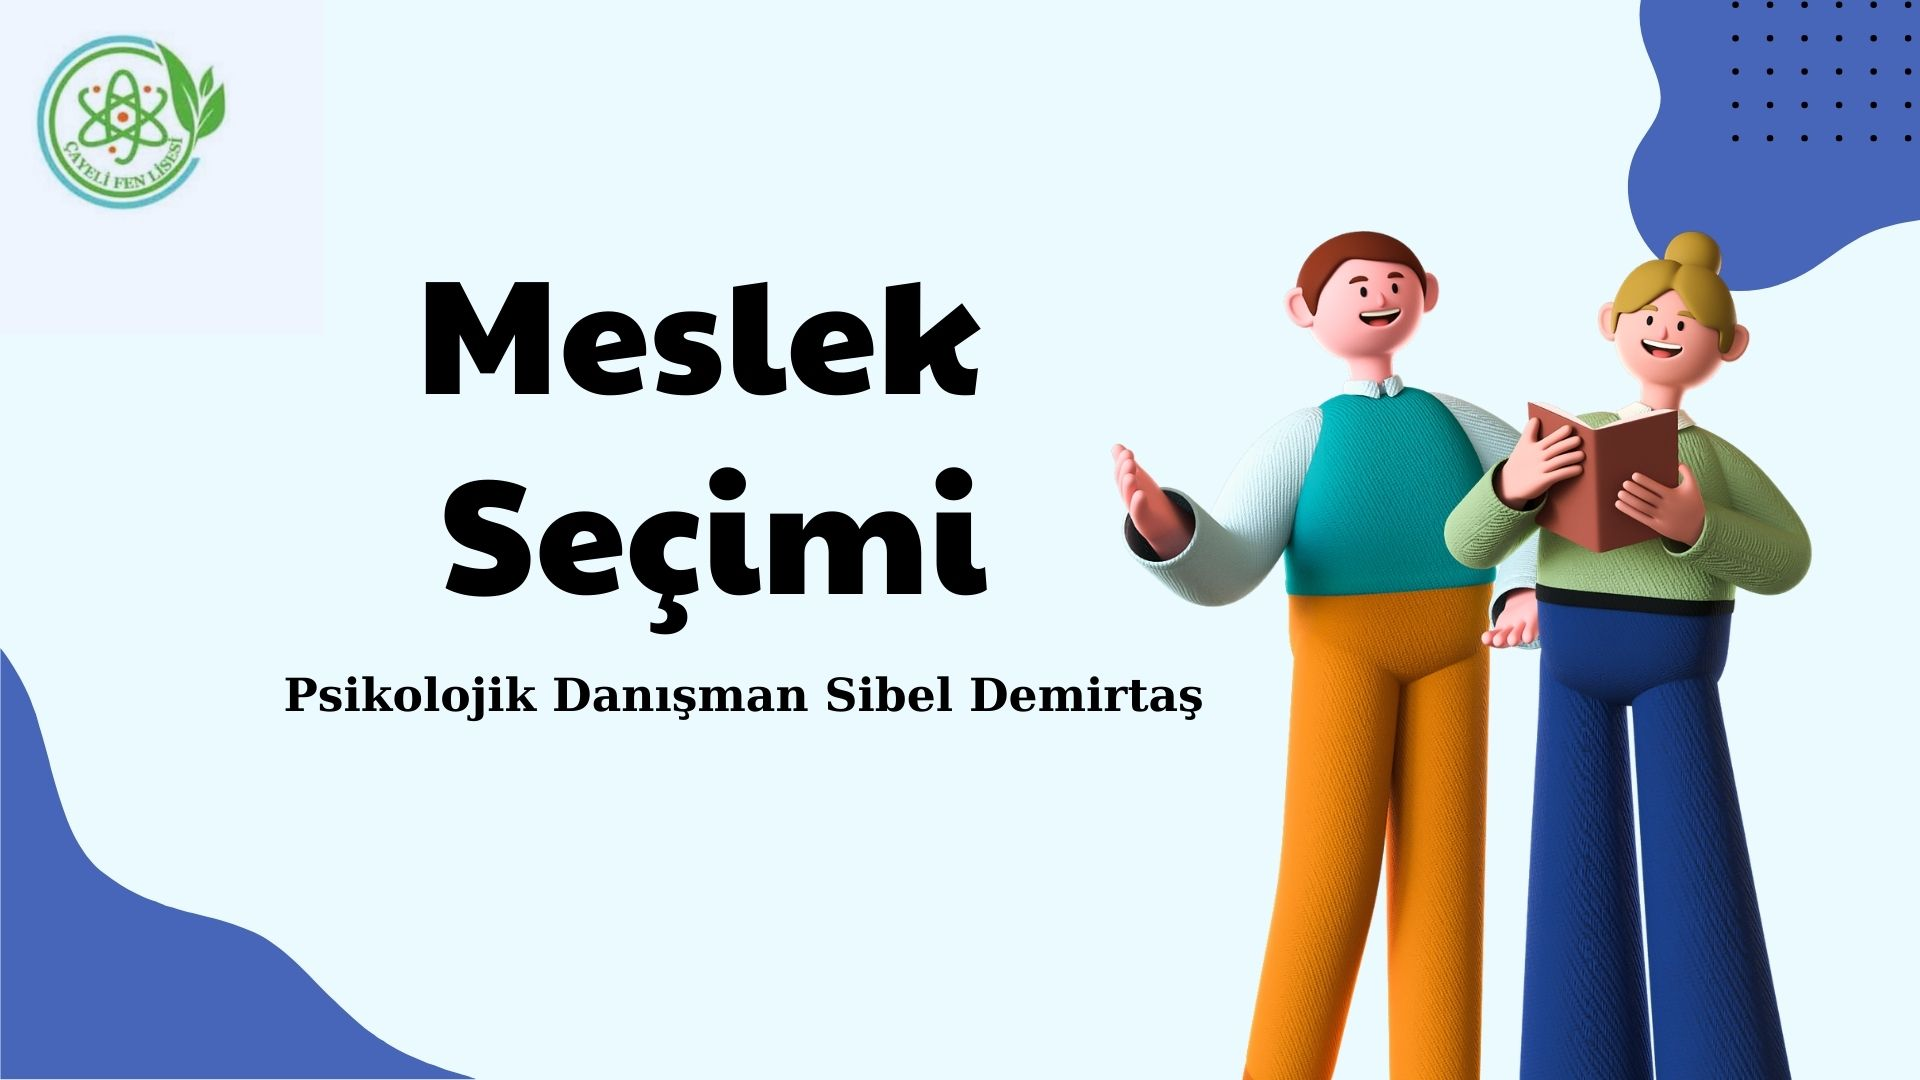 ÇAYELİ FEN LİSESİ
Meslek
Seçimi
Psikolojik Danışman Sibel Demirtaş